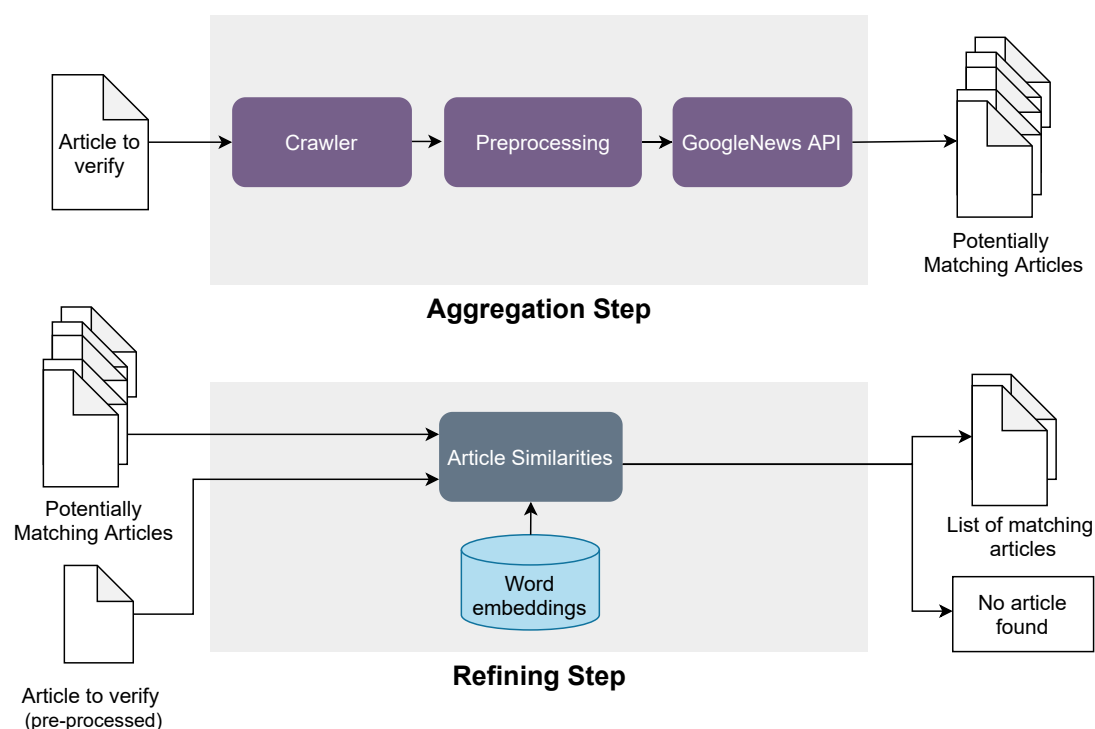 Article to
verify
Crawler
Preprocessing
GoogleNews API
Potentially
Matching Articles
Aggregation Step
Potentially
Matching Articles
Article Similarities
Word
embeddings
List of matching
articles
No article
found
Refining Step
Article to verify
(pre-processed)